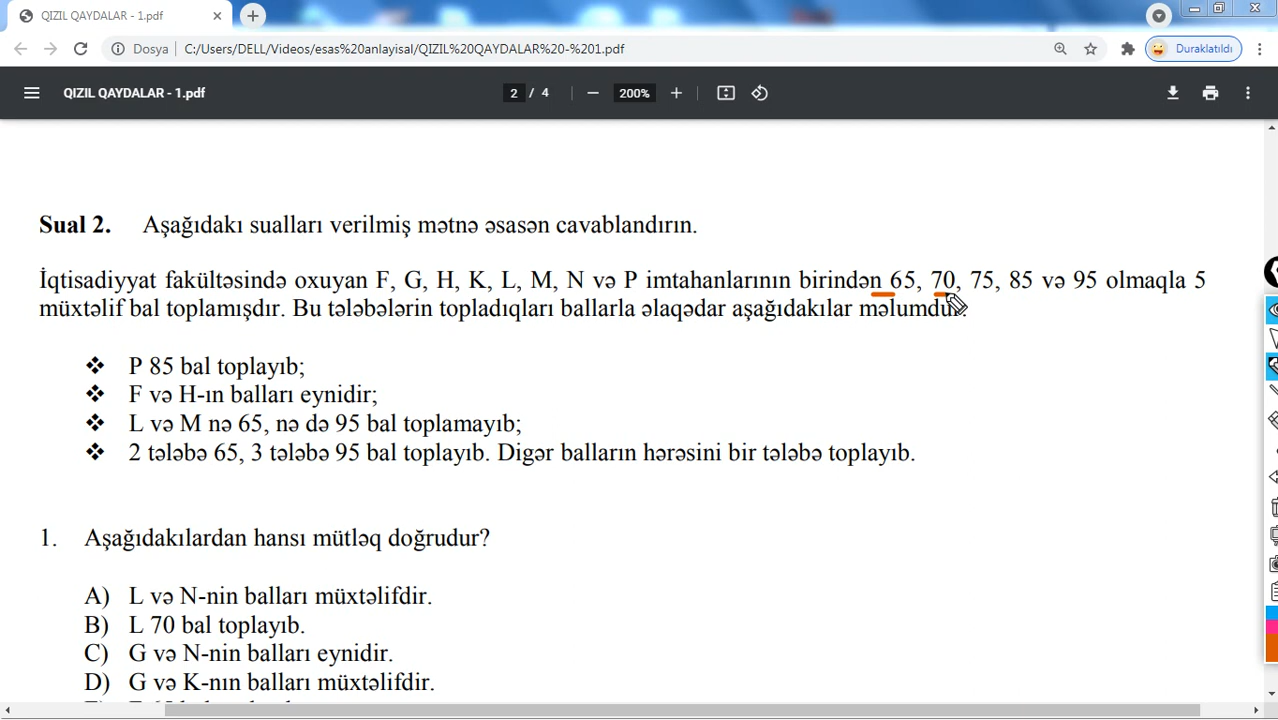 QIZIL QAYDALAR - 1.pdf
Dosya C:/Users/DELL/Videos/esas%20anlayisal/QIZIL%20QAYDALAR%20-%201.pdf Duraklatıldı
QIZIL QAYDALAR - 1.pdf 2 / 4 200%
Sual 2. Aşağıdakı sualları verilmiş mətnə əsasən cavablandırın.
İqtisadiyyat fakültəsində oxuyan F, G, H, K, L, M, N və P imtahanlarının birindən 65, 70, 75, 85 və 95 olmaqla 5
müxtəlif bal toplamışdır. Bu tələbələrin topladıqları ballarla əlaqədar aşağıdakılar məlumdur:
❖ P 85 bal toplayıb;
❖ F və H-ın balları eynidir;
❖ L və M nə 65, nə də 95 bal toplamayıb;
❖ 2 tələbə 65, 3 tələbə 95 bal toplayıb. Digər balların hərəsini bir tələbə toplayıb.
1. Aşağıdakılardan hansı mütləq doğrudur?
A) L və N-nin balları müxtəlifdir.
B) L 70 bal toplayıb.
C) G və N-nin balları eynidir.
D) G və K-nın balları müxtəlifdir.